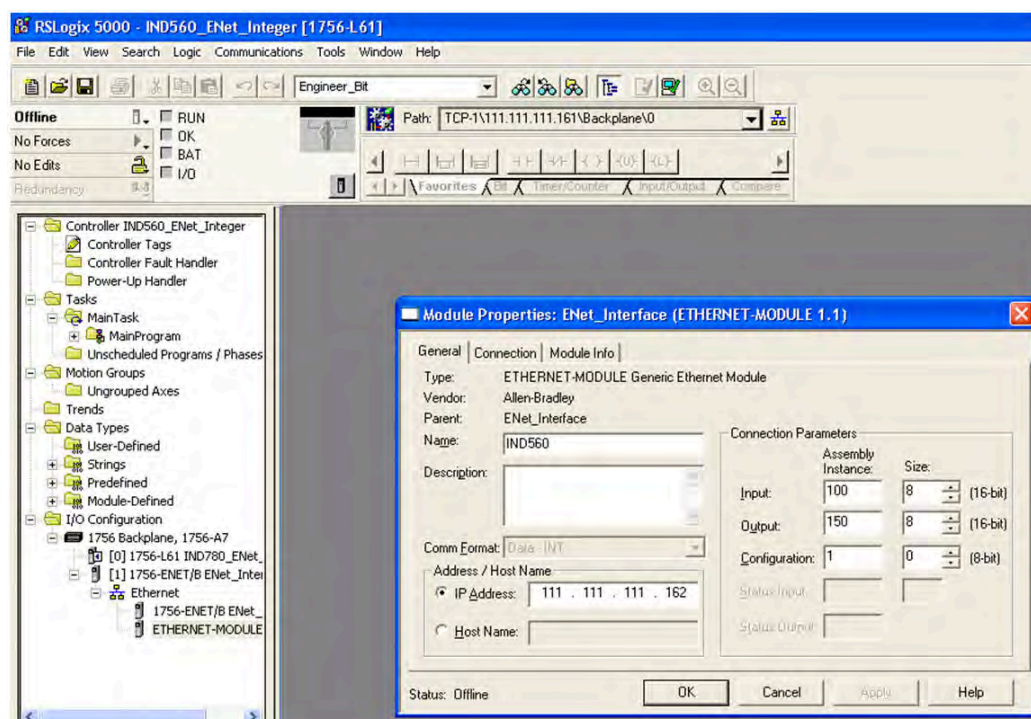 RSLogix 5000 - IND560_ENet_Integer [1756-L61]
File Edit View Search Logic Communications Tools Window Help
Engineer_Bit
Offline
RUN
No Forces
OK
No Edits
BAT
Redundancy
I/O
Path: TCP-1\111.111.111.161\Backplane\0
Favorites Bit Timer/Counter Input/Output Compare
Controller IND560_ENet_Integer
Controller Tags
Controller Fault Handler
Power-Up Handler
Tasks
MainTask
MainProgram
Unscheduled Programs / Phases
Motion Groups
Ungrouped Axes
Trends
Data Types
User-Defined
Strings
Predefined
Module-Defined
I/O Configuration
1756 Backplane, 1756-A7
[0] 1756-L61 IND780_ENet_
[1] 1756-ENET/B ENet_Inter
Ethernet
1756-ENET/B ENet_
ETHERNET-MODULE
Module Properties: ENet_Interface (ETHERNET-MODULE 1.1)
General Connection Module Info
Type: ETHERNET-MODULE Generic Ethernet Module
Vendor: Allen-Bradley
Parent: ENet_Interface
Name: IND560
Description:
Comm Format: Data - INT
Address / Host Name
IP Address: 111 . 111 . 111 . 162
Host Name:
Connection Parameters
Assembly Instance: Size:
Input: 100 8 (16-bit)
Output: 150 8 (16-bit)
Configuration: 1 0 (8-bit)
Status Input:
Status Output:
Status: Offline
OK Cancel Apply Help